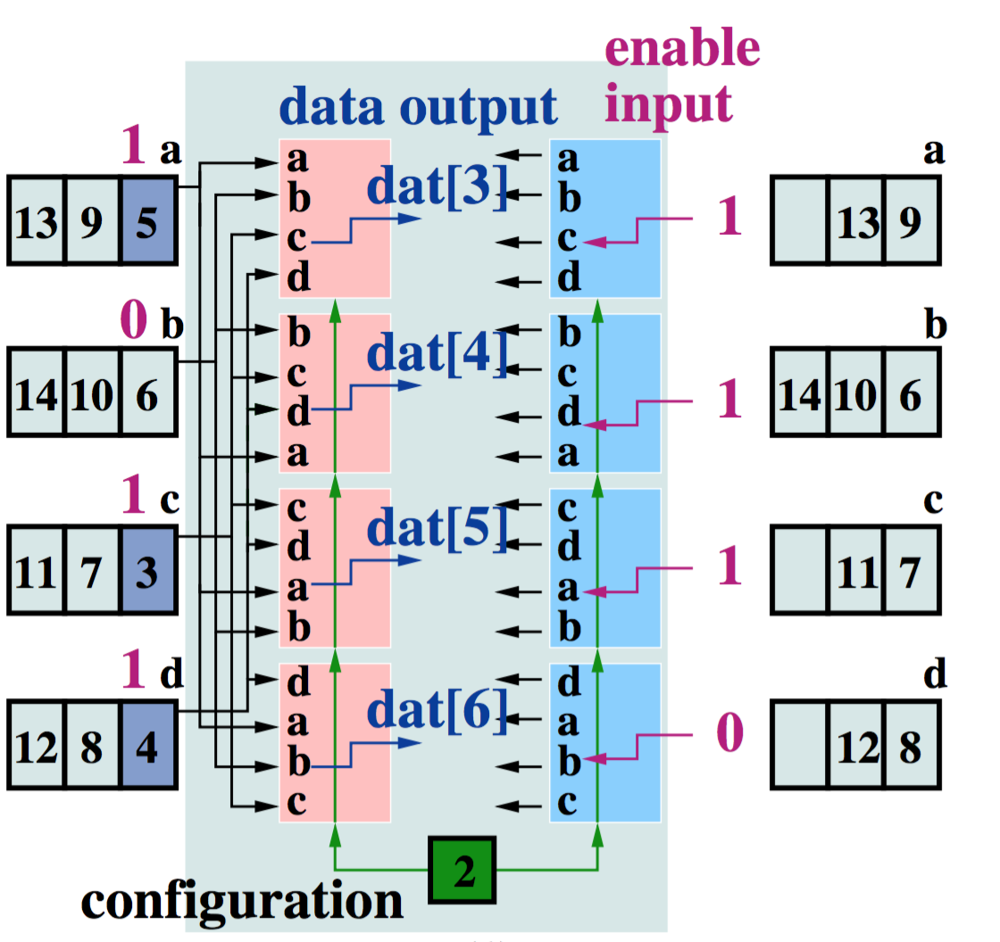 enable
data output input
1 a a
a a
dat[3]
b b
13 9 5 c c 1 13 9
d d
0 b b
b b
dat[4]
c c
14 10 6 d d 1 14 10 6
a a
1 c c
c c
dat[5]
d d
11 7 3 a a 1 11 7
b b
1 d d
d d
dat[6]
a a
12 8 4 b b 0 12 8
c c
2
configuration